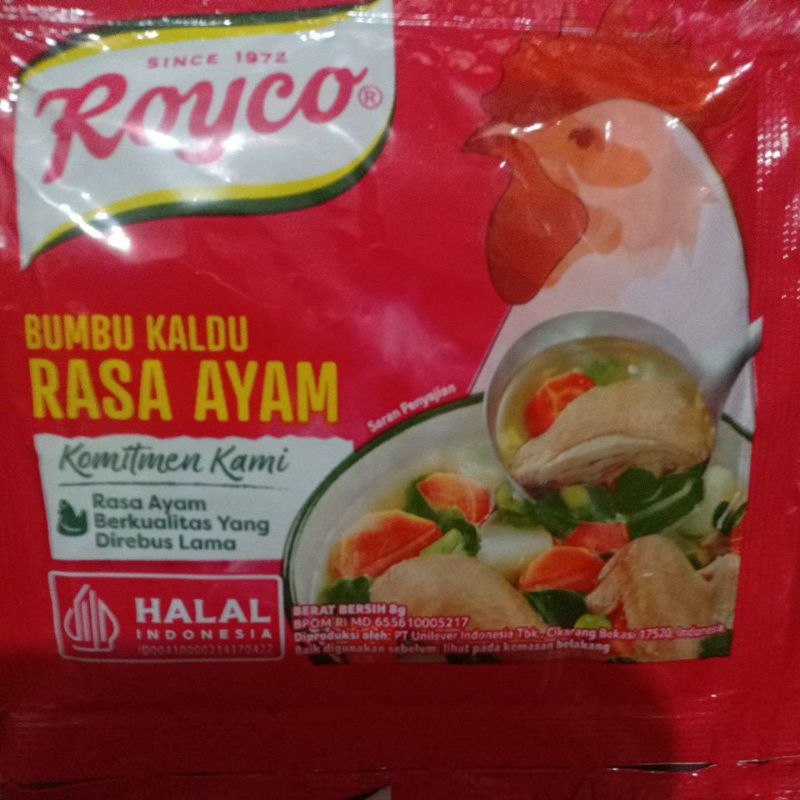 SINCE 1972
Royco®
BUMBU KALDU
RASA AYAM
Saran Penyajian
Komitmen Kami
Rasa Ayam
Berkualitas Yang
Direbus Lama
HALAL
INDONESIA
ID00410000214370422
BERAT BERSIH 8g
BPOM RI MD 655610005217
Diproduksi oleh: PT Unilever Indonesia Tbk., Cikarang Bekasi 17520, Indonesia
Baik digunakan sebelum, lihat pada kemasan belakang